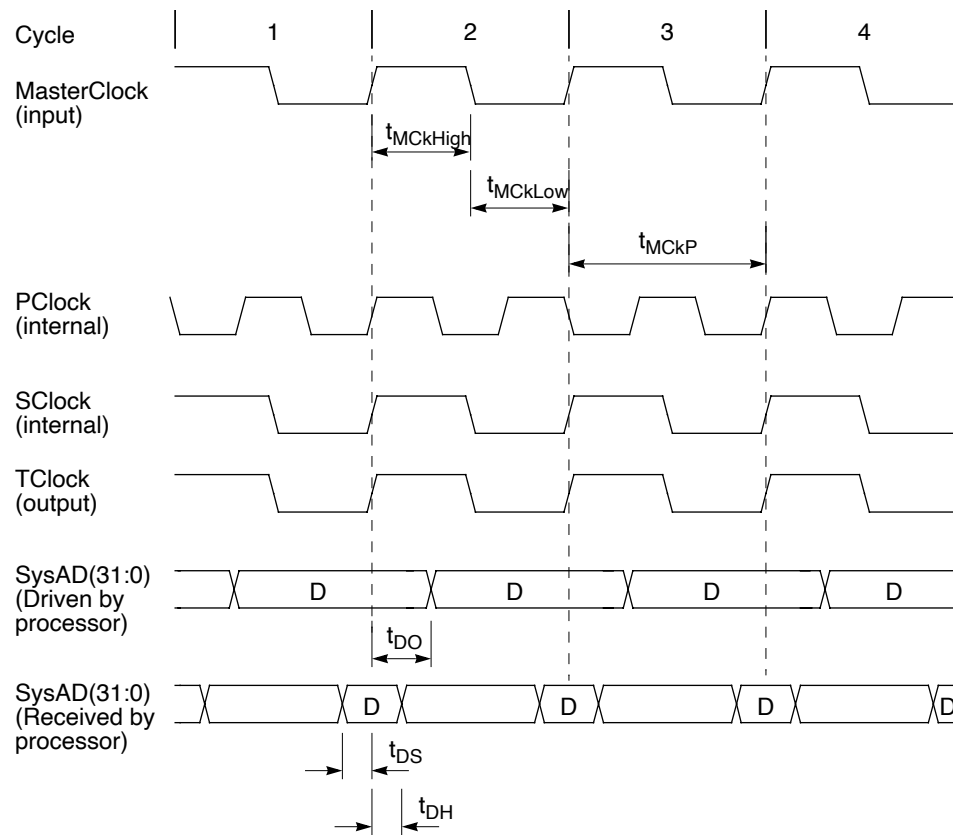 Cycle 1 2 3 4
MasterClock
(input)
tMCkHigh
tMCkLow
tMCkP
PClock
(internal)
SClock
(internal)
TClock
(output)
SysAD(31:0)
(Driven by
processor)
D D D D
tDO
SysAD(31:0)
(Received by
processor)
D D D D
tDS
tDH